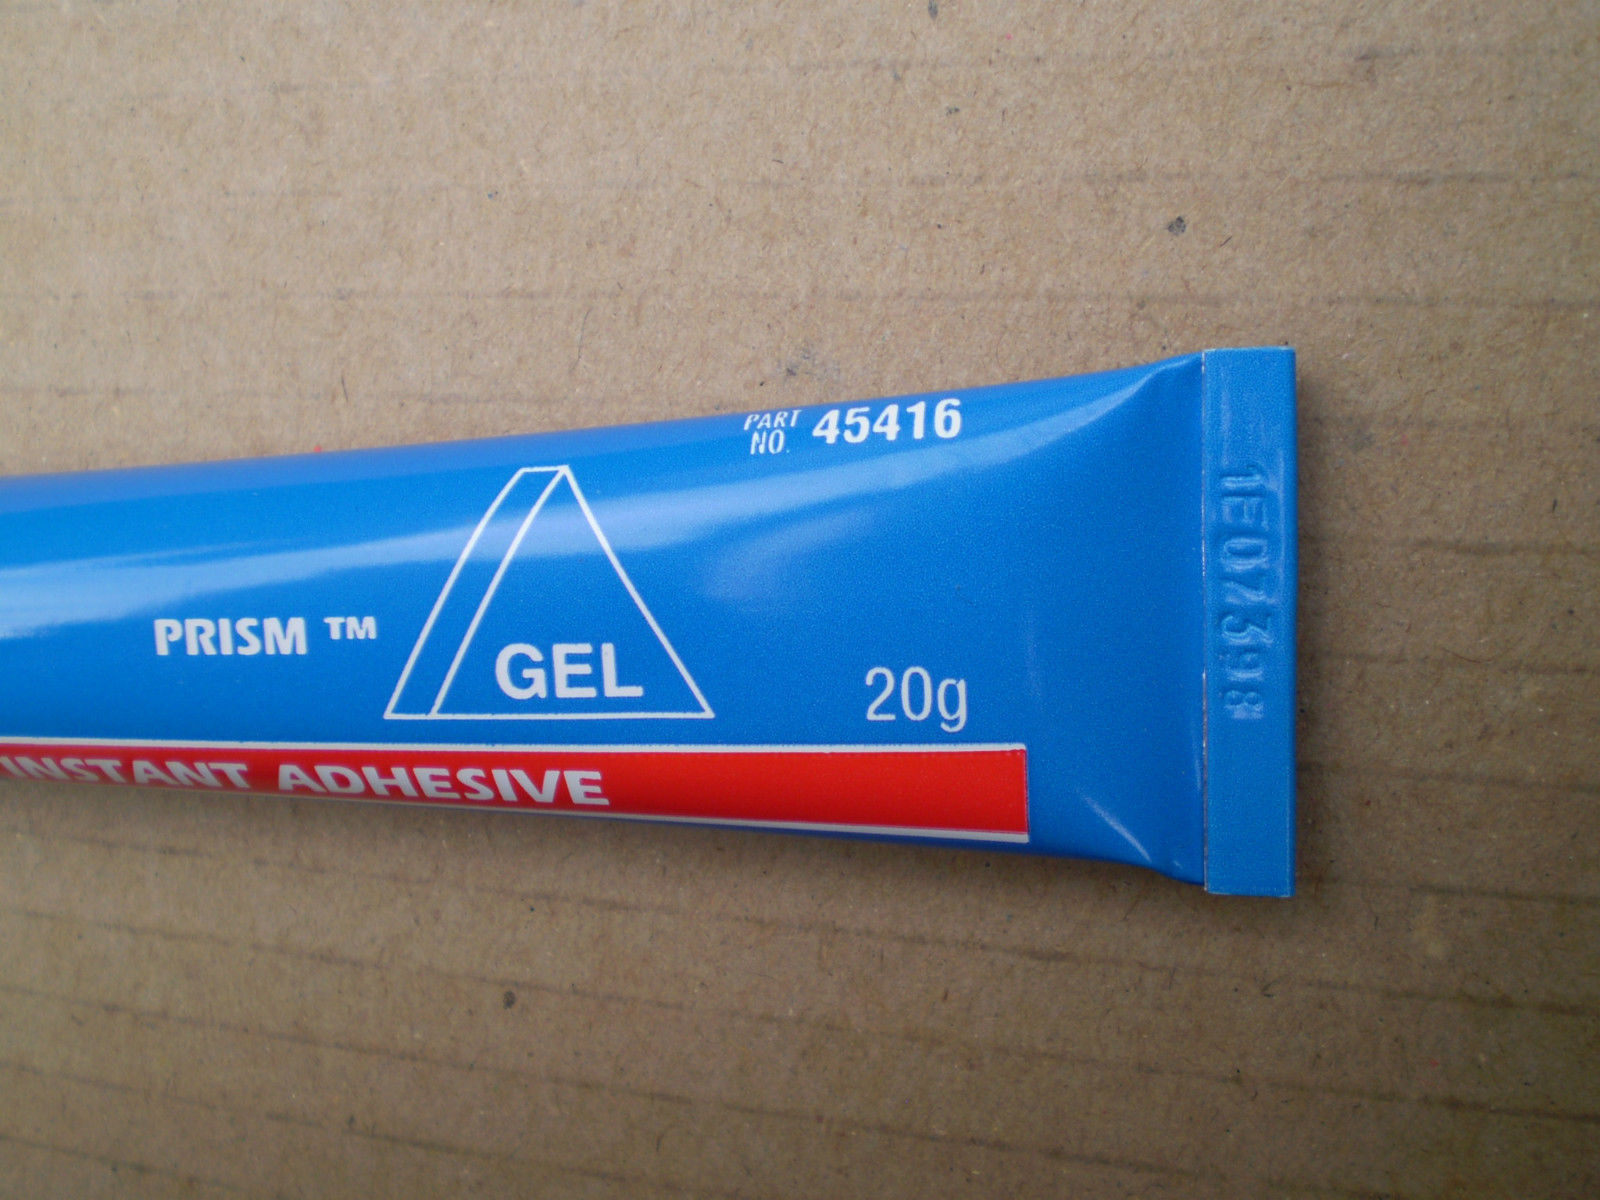 PART
NO. 45416
PRISM ™
GEL
20g
INSTANT ADHESIVE